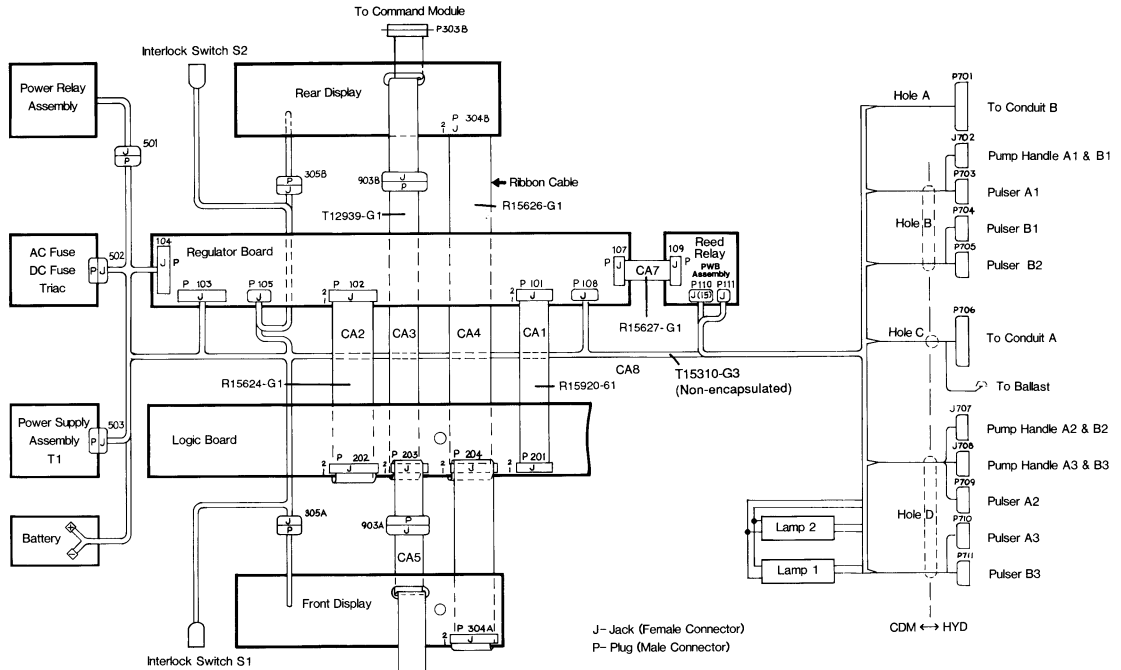 To Command Module
P303B
Interlock Switch S2
Power Relay
Assembly
Rear Display
P 304B
2 J
1
501
J
P
P
J
305B
903B
J
P
Ribbon Cable
R15626-G1
T12939-G1
AC Fuse
DC Fuse
Triac
502
P J
104
J P
Regulator Board
P 103
J
P 105
J
P 102
2 J
1
P 101
2 J
1
P 108
J
107
P J
CA7
109
J P
Reed
Relay
PWB
Assembly
P110
J(15)
P111
J
R15627-G1
CA2
CA3
CA4
CA1
CA8
T15310-G3
(Non-encapsulated)
R15624-G1
R15920-61
Power Supply
Assembly
T1
503
P J
Logic Board
P 202
2 J
1
P 203
2 J
1
P 204
2 J
1
P 201
2 J
1
Battery
305A
J
P
903A
P
J
CA5
Front Display
P 304A
2 J
1
Interlock Switch S1
J- Jack (Female Connector)
P- Plug (Male Connector)
Lamp 2
Lamp 1
Hole A
P701
To Conduit B
J702
Pump Handle A1 & B1
P703
Pulser A1
Hole B
P704
Pulser B1
P705
Pulser B2
P706
Hole C
To Conduit A
To Ballast
J707
Pump Handle A2 & B2
J708
Pump Handle A3 & B3
P709
Pulser A2
Hole D
P710
Pulser A3
P711
Pulser B3
CDM ↔ HYD